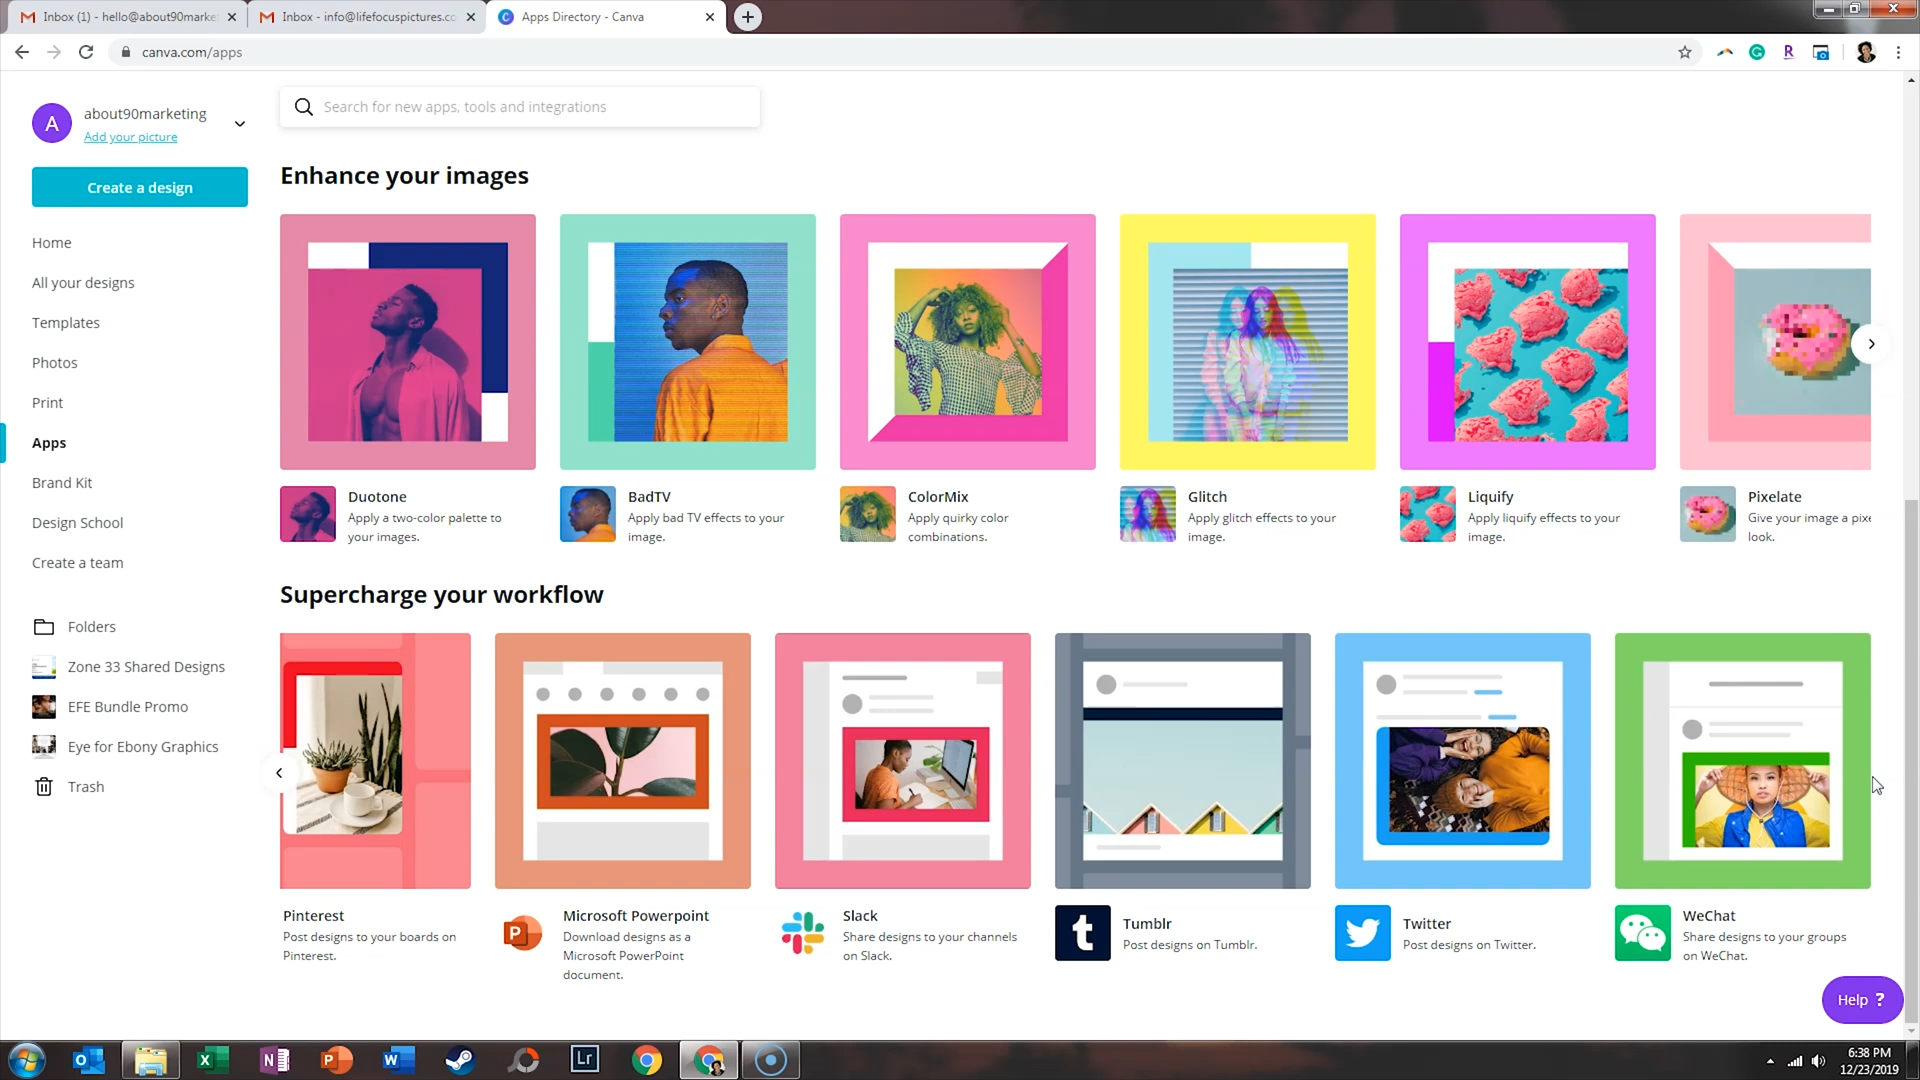 Inbox (1) - hello@about90marke
Inbox - info@lifefocuspictures.co
Apps Directory - Canva
canva.com/apps
A
about90marketing
Add your picture
Create a design
Home
All your designs
Templates
Photos
Print
Apps
Brand Kit
Design School
Create a team
Folders
Zone 33 Shared Designs
EFE Bundle Promo
Eye for Ebony Graphics
Trash
Search for new apps, tools and integrations
Enhance your images
Duotone
Apply a two-color palette to
your images.
BadTV
Apply bad TV effects to your
image.
ColorMix
Apply quirky color
combinations.
Glitch
Apply glitch effects to your
image.
Liquify
Apply liquify effects to your
image.
Pixelate
Give your image a pixe
look.
Supercharge your workflow
Pinterest
Post designs to your boards on
Pinterest.
Microsoft Powerpoint
Download designs as a
Microsoft PowerPoint
document.
Slack
Share designs to your channels
on Slack.
Tumblr
Post designs on Tumblr.
Twitter
Post designs on Twitter.
WeChat
Share designs to your groups
on WeChat.
Help ?
6:38 PM
12/23/2019